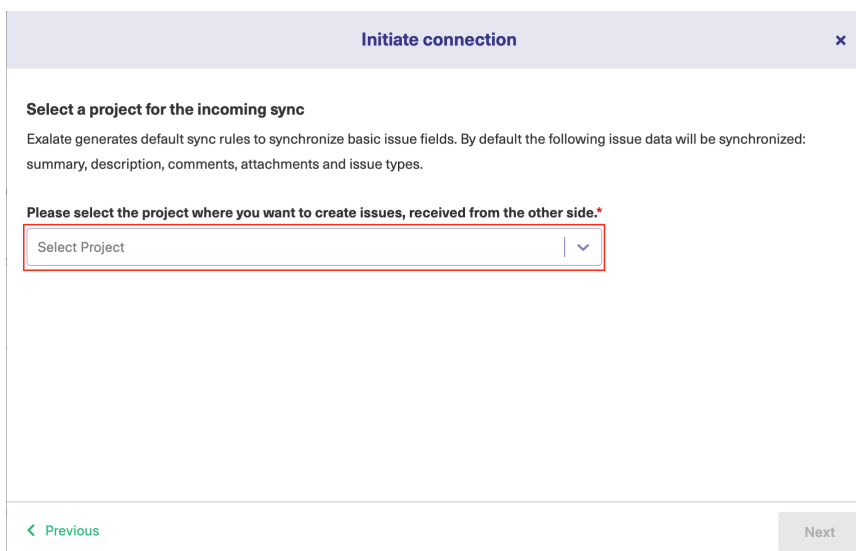 Initiate connection
×
Select a project for the incoming sync
Exalate generates default sync rules to synchronize basic issue fields. By default the following issue data will be synchronized:
summary, description, comments, attachments and issue types.
Please select the project where you want to create issues, received from the other side.*
Select Project
Previous
Next